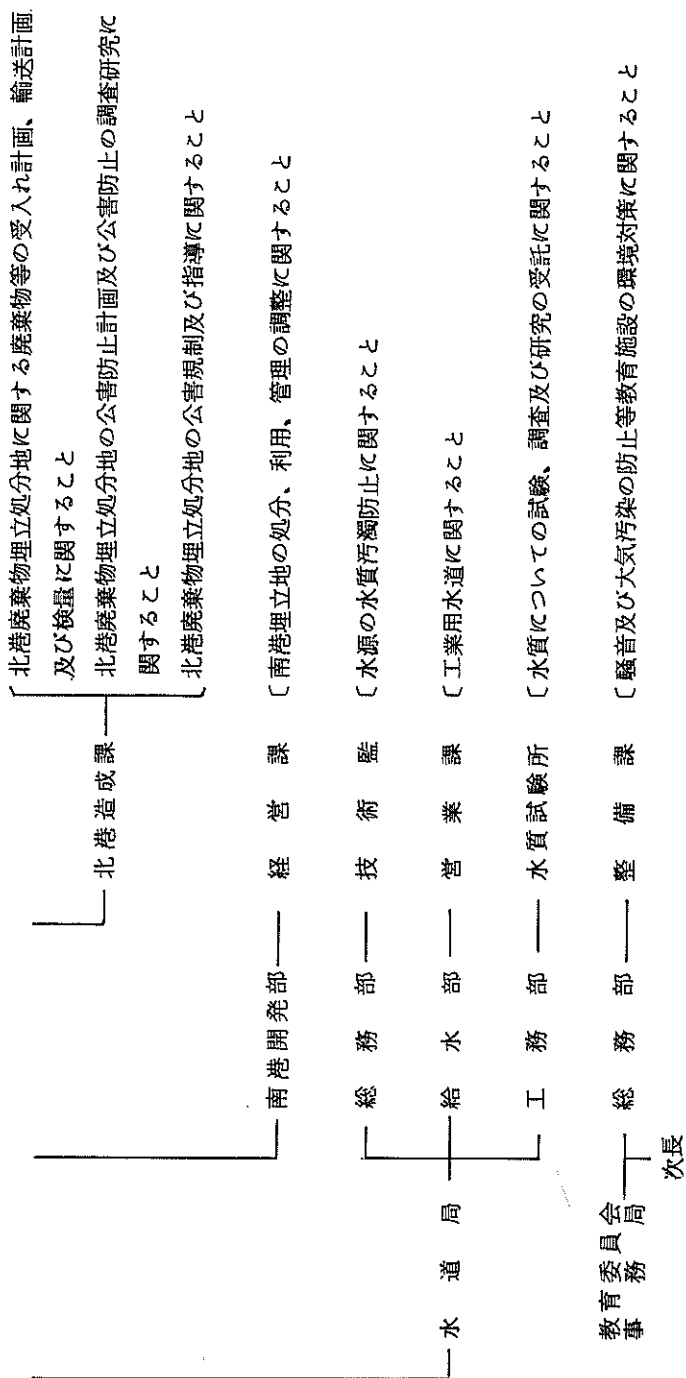 北港造成課
北港廃棄物埋立処分地に関する廃棄物等の受入れ計画、輸送計画
及び検量に関すること
北港廃棄物埋立処分地の公害防止計画及び公害防止の調査研究に
関すること
北港廃棄物埋立処分地の公害規制及び指導に関すること
南港開発部 経営課 〔南港埋立地の処分、利用、管理の調整に関すること
水道局
総務部 技術監 〔水源の水質汚濁防止に関すること
給水部 営業課 〔工業用水道に関すること
工務部 水質試験所 〔水質についての試験、調査及び研究の受託に関すること
教育委員会
事務局
次長
総務部 整備課 〔騒音及び大気汚染の防止等教育施設の環境対策に関すること